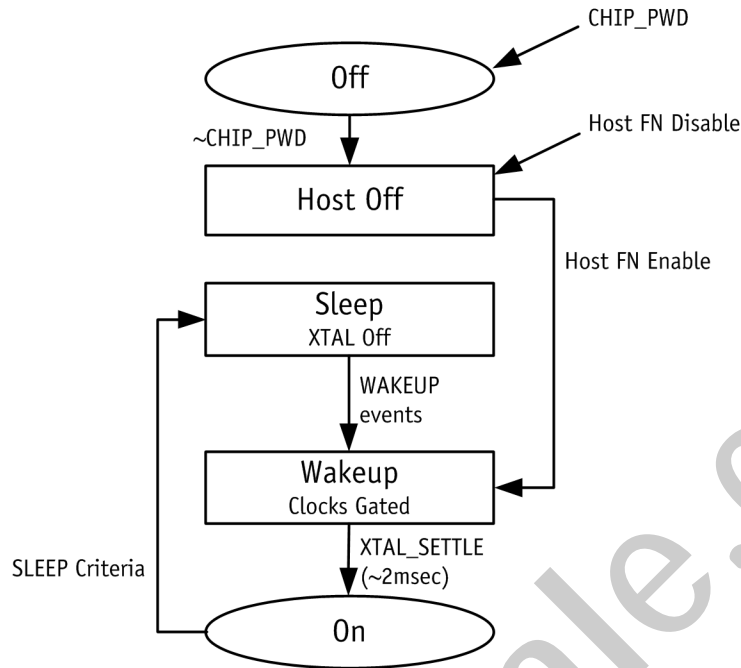 CHIP_PWD
Off
~CHIP_PWD
Host FN Disable
Host Off
Host FN Enable
Sleep
XTAL Off
WAKEUP
events
Wakeup
Clocks Gated
XTAL_SETTLE
(~2msec)
SLEEP Criteria
On